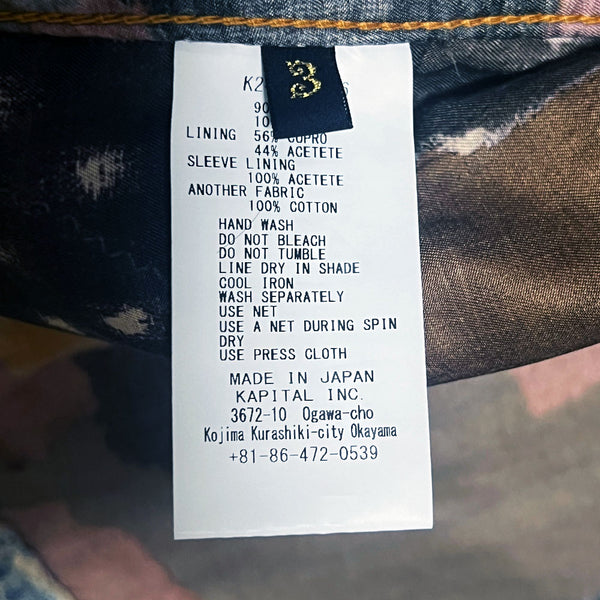 3
LINING 56% CUPRO
44% ACETETE
SLEEVE LINING
100% ACETETE
ANOTHER FABRIC
100% COTTON
HAND WASH
DO NOT BLEACH
DO NOT TUMBLE
LINE DRY IN SHADE
COOL IRON
WASH SEPARATELY
USE NET
USE A NET DURING SPIN
DRY
USE PRESS CLOTH
MADE IN JAPAN
KAPITAL INC.
3672-10 Ogawa-cho
Kojima Kurashiki-city Okayama
+81-86-472-0539